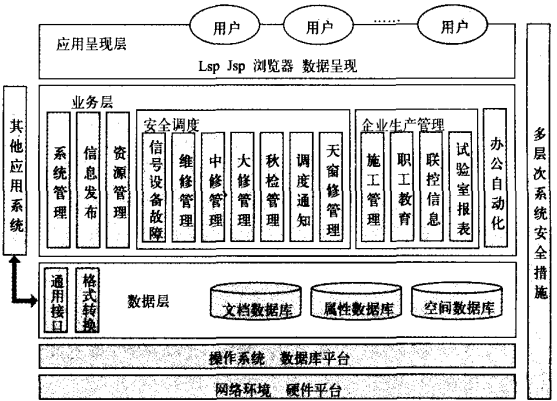 用户 用户 …… 用户
应用呈现层
Lsp Jsp 浏览器 数据呈现
其他应用系统
业务层
系统管理
信息发布
资源管理
安全调度
信号设备故障
维修管理
中修管理
大修管理
秋检管理
调度通知
天窗修管理
企业生产管理
施工管理
职工教育
联控信息
试验室报表
办公自动化
多层次系统安全措施
通用接口
格式转换
数据层
文档数据库
属性数据库
空间数据库
操作系统 数据库平台
网络环境 硬件平台